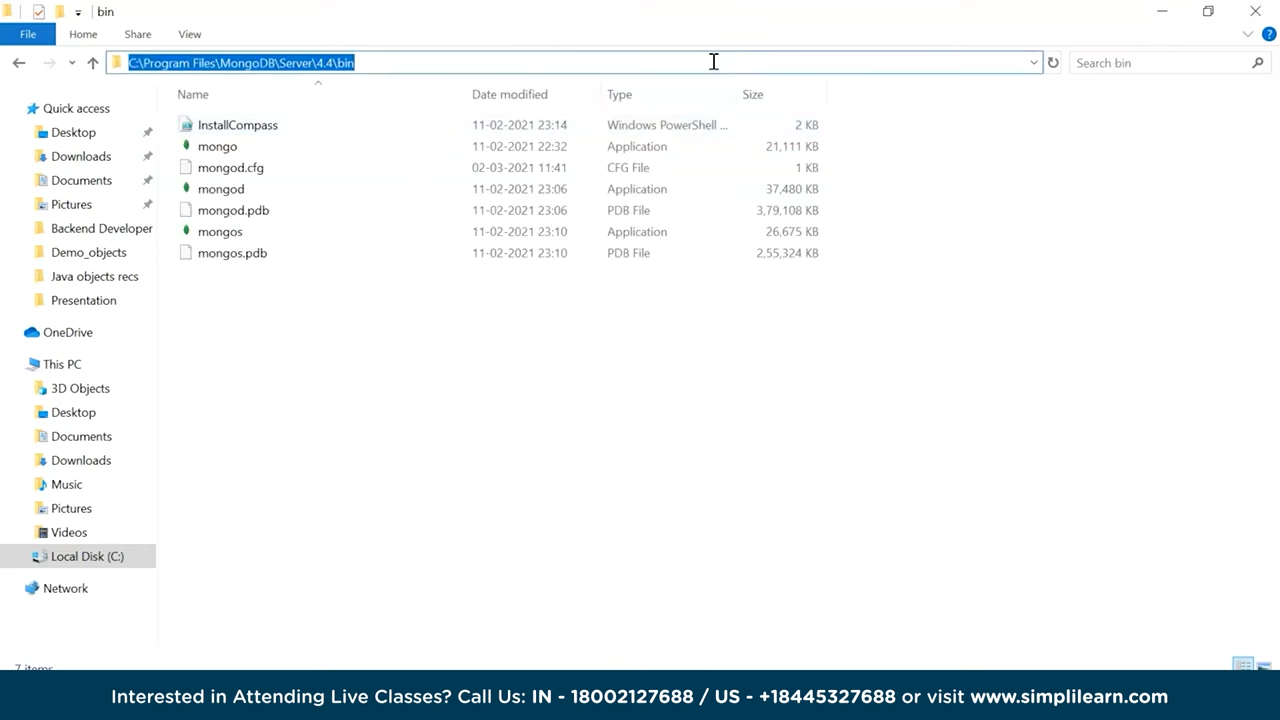 bin
File Home Share View
C:\Program Files\MongoDB\Server\4.4\bin
Search bin
Name Date modified Type Size
InstallCompass 11-02-2021 23:14 Windows PowerShell ... 2 KB
mongo 11-02-2021 22:32 Application 21,111 KB
mongod.cfg 02-03-2021 11:41 CFG File 1 KB
mongod 11-02-2021 23:06 Application 37,480 KB
mongod.pdb 11-02-2021 23:06 PDB File 3,79,108 KB
mongos 11-02-2021 23:10 Application 26,675 KB
mongos.pdb 11-02-2021 23:10 PDB File 2,55,324 KB
Quick access
Desktop
Downloads
Documents
Pictures
Backend Developer
Demo_objects
Java objects recs
Presentation
OneDrive
This PC
3D Objects
Desktop
Documents
Downloads
Music
Pictures
Videos
Local Disk (C:)
Network
7 items
Interested in Attending Live Classes? Call Us: IN - 18002127688 / US - +18445327688 or visit www.simplilearn.com